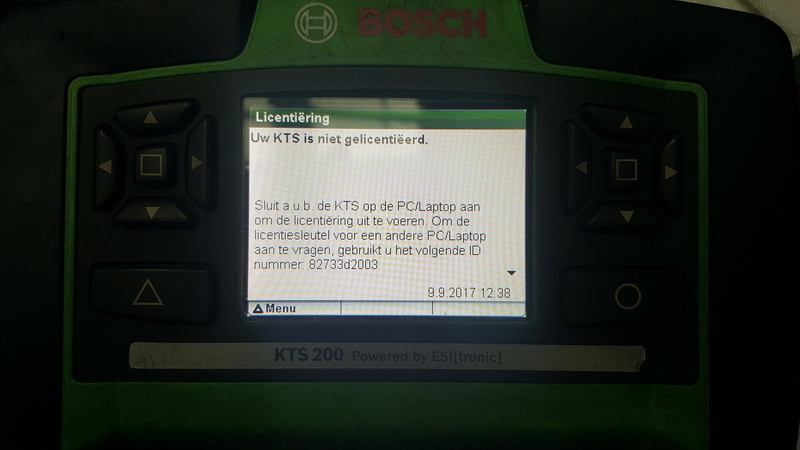 BOSCH
Licentiëring
Uw KTS is niet gelicentiëerd.
Sluit a.u.b. de KTS op de PC/Laptop aan
om de licentiëring uit te voeren. Om de
licentiesleutel voor een andere PC/Laptop
aan te vragen, gebruikt u het volgende ID
nummer: 82733d2003
9.9.2017 12:38
Menu
KTS 200 Powered by ESI[tronic]